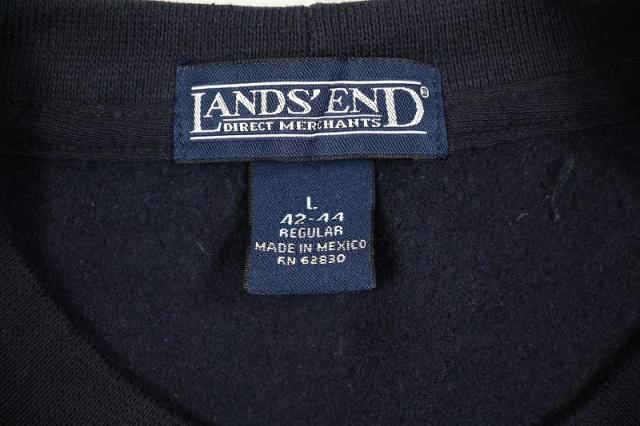 LANDS' END®
DIRECT MERCHANTS
L
42-44
REGULAR
MADE IN MEXICO
RN 62830